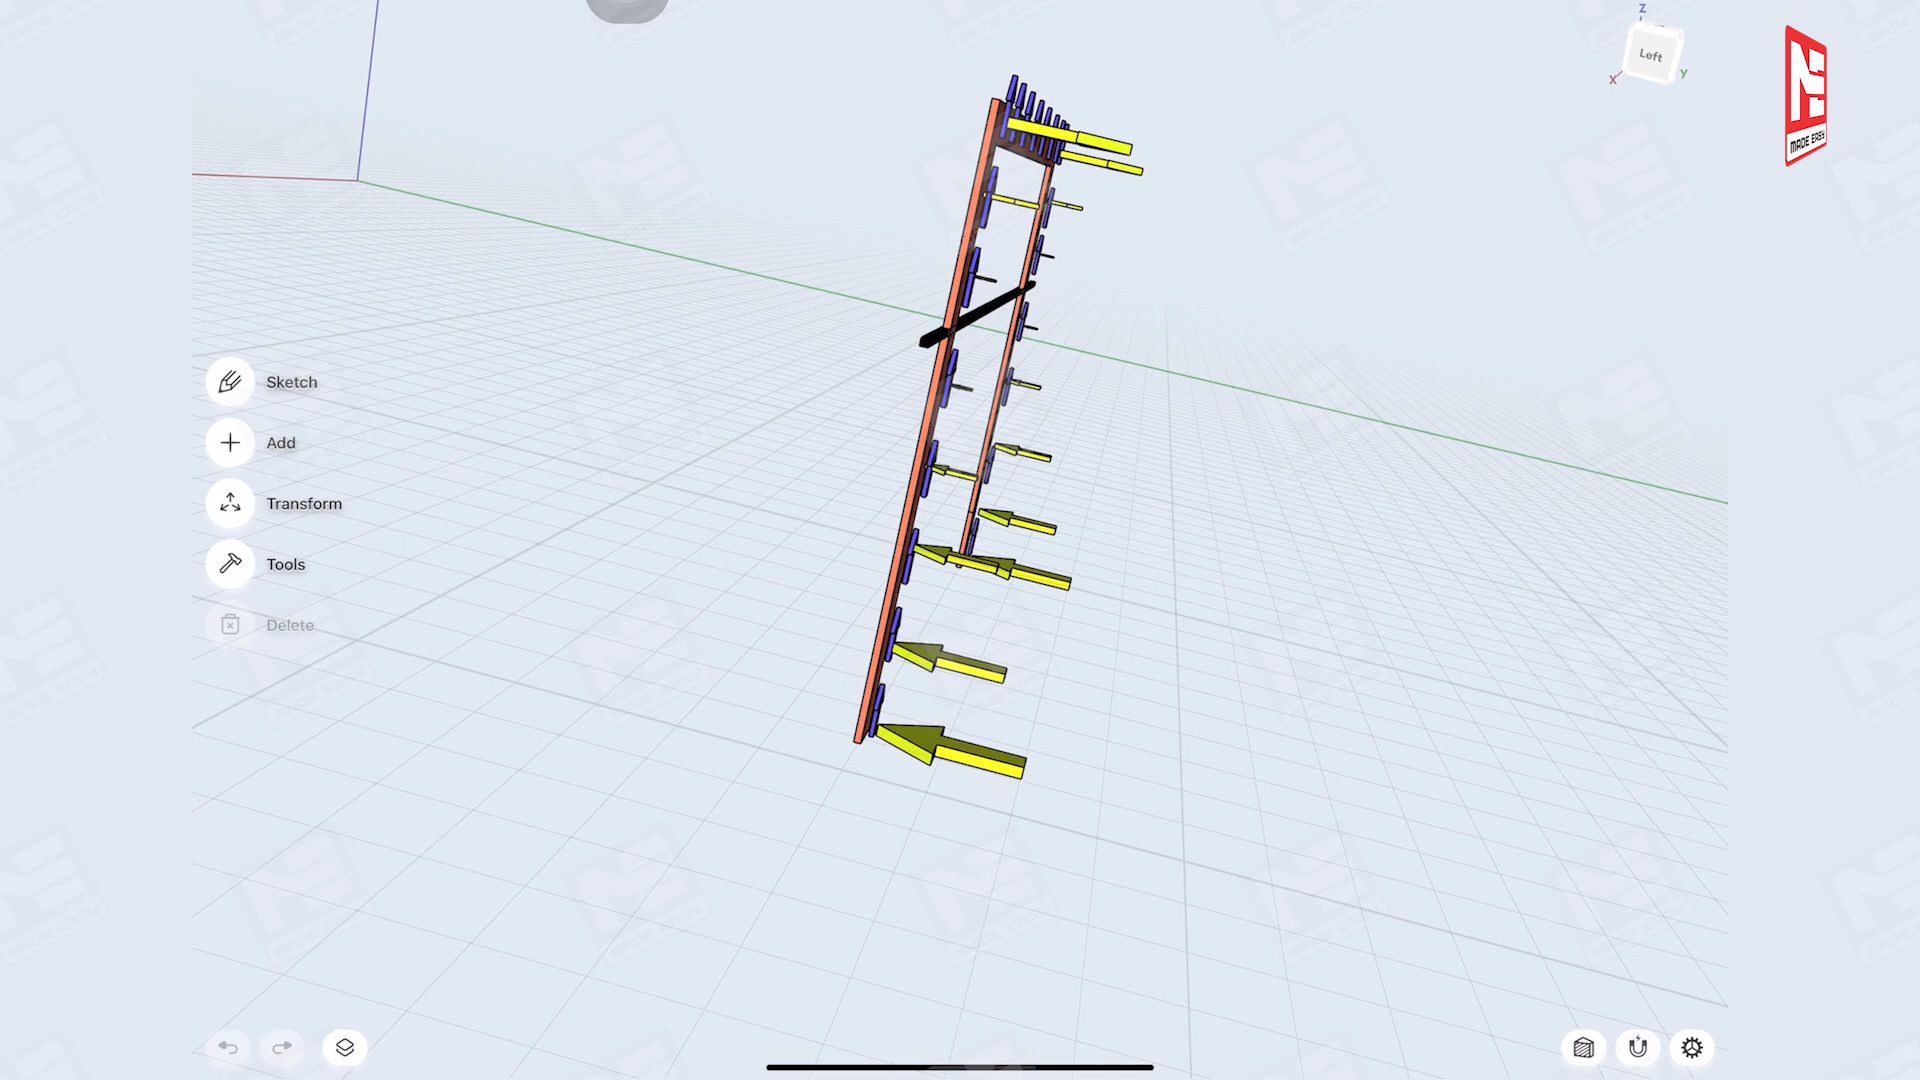 Z
Left
X
y
MADE EASY
Sketch
Add
Transform
Tools
Delete